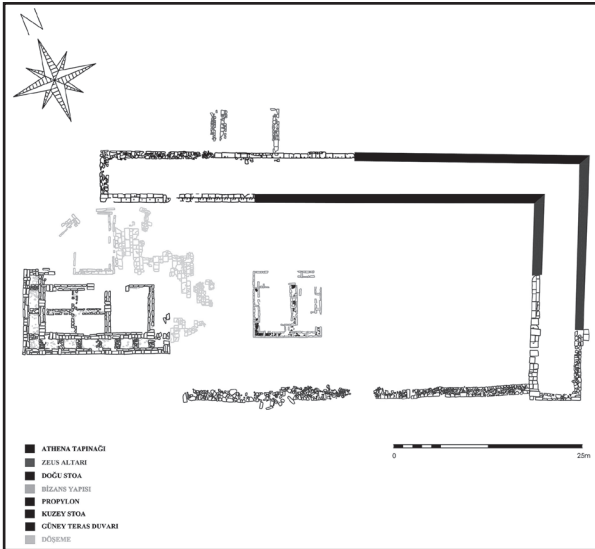 N
ATHENA TAPINAĞI
ZEUS ALTARI
DOĞU STOA
BİZANS YAPISI
PROPYLON
KUZEY STOA
GÜNEY TERAS DUVARI
DÖŞEME
0 25m